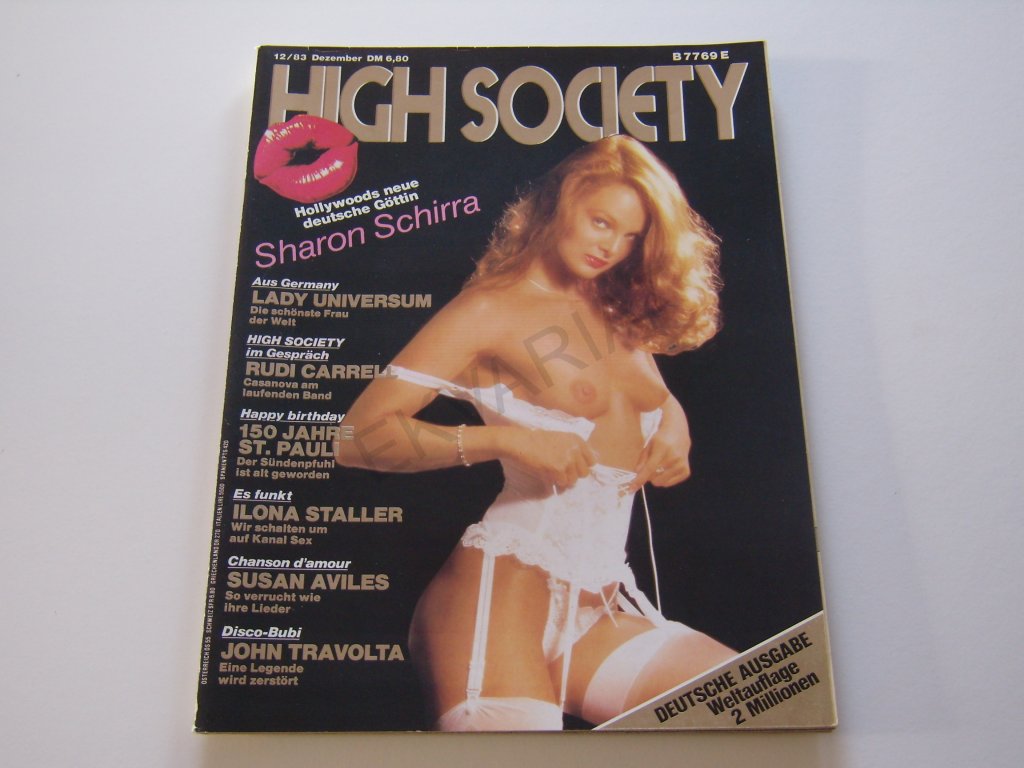 12/83 Dezember DM 6,80
B 7769 E
HIGH SOCIETY
Hollywoods neue
deutsche Göttin
Sharon Schirra
Aus Germany
LADY UNIVERSUM
Die schönste Frau
der Welt
HIGH SOCIETY
im Gespräch
RUDI CARRELL
Casanova am
laufenden Band
Happy birthday
150 JAHRE
ST. PAULI
Der Sündenpfuhl
ist alt geworden
Es funkt
ILONA STALLER
Wir schalten um
auf Kanal Sex
Chanson d'amour
SUSAN AVILES
So verrucht wie
ihre Lieder
Disco-Bubi
JOHN TRAVOLTA
Eine Legende
wird zerstört
DEUTSCHE AUSGABE
Weltauflage
2 Millionen